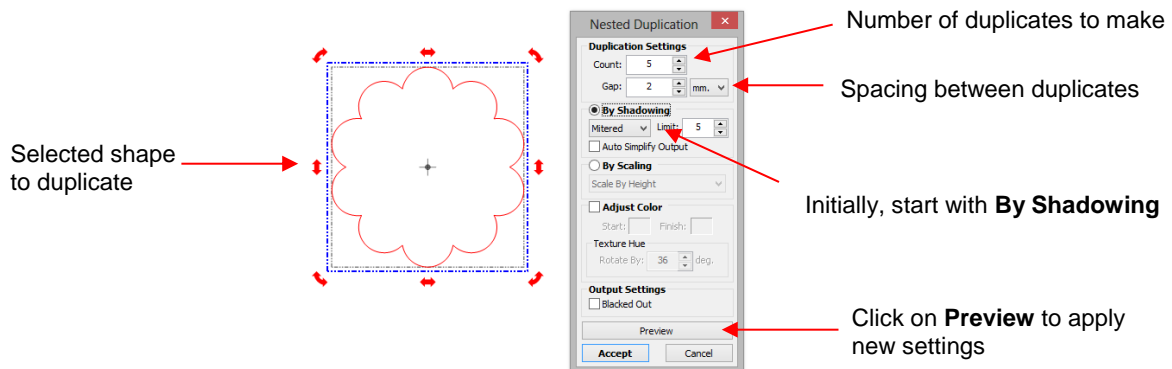 Selected shape
to duplicate
Nested Duplication
Duplication Settings
Count: 5
Gap: 2 mm.
By Shadowing
Mitered Limit: 5
Auto Simplify Output
By Scaling
Scale By Height
Adjust Color
Start: Finish:
Texture Hue
Rotate By: 36 deg.
Output Settings
Blacked Out
Preview
Accept Cancel
Number of duplicates to make
Spacing between duplicates
Initially, start with By Shadowing
Click on Preview to apply
new settings